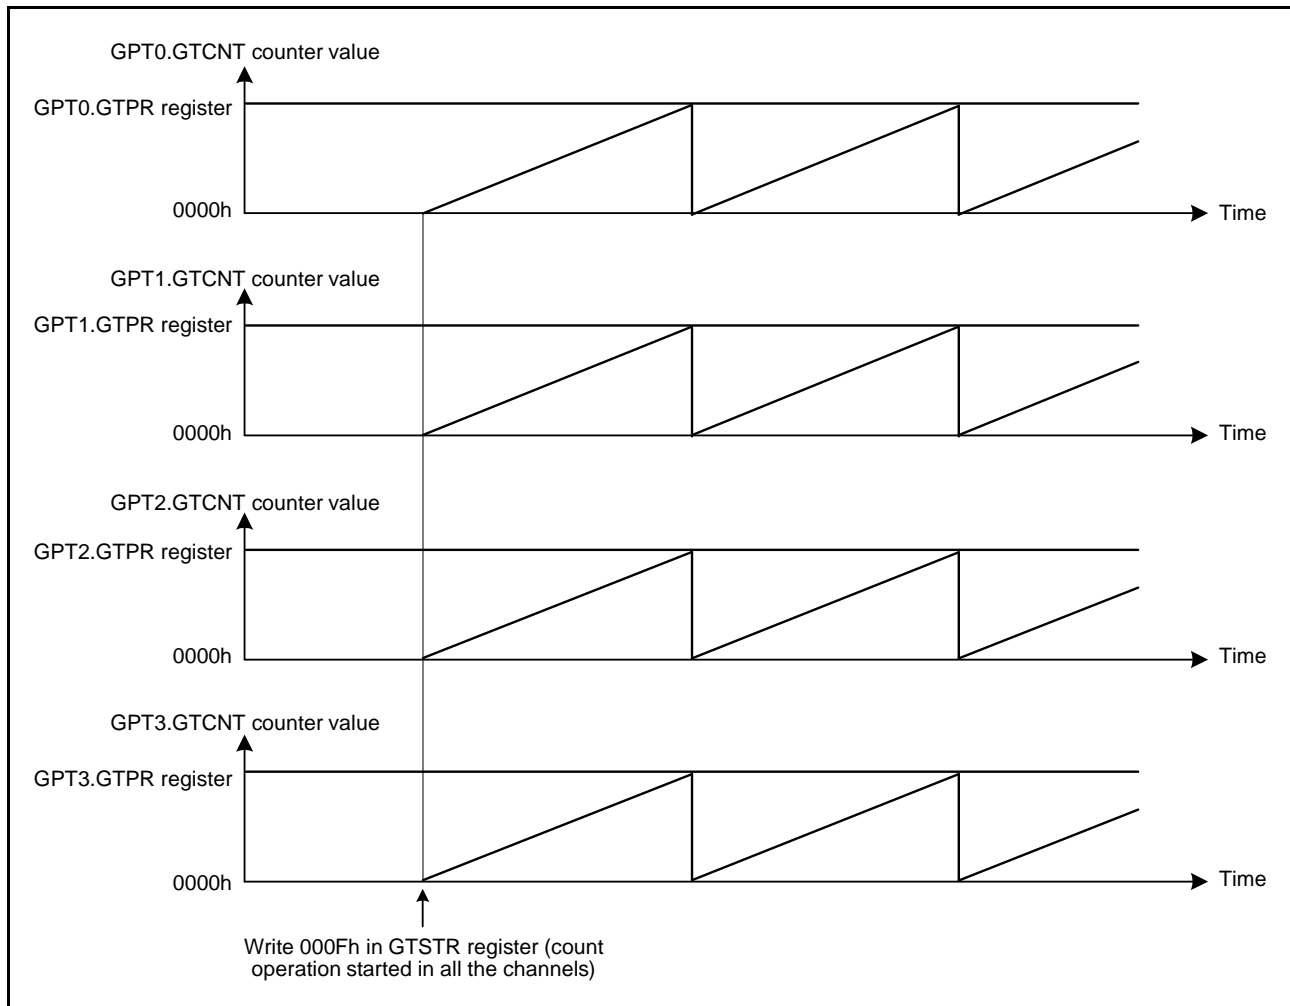 GPT0.GTCNT counter value
GPT0.GTPR register
0000h
Time
GPT1.GTCNT counter value
GPT1.GTPR register
0000h
Time
GPT2.GTCNT counter value
GPT2.GTPR register
0000h
Time
GPT3.GTCNT counter value
GPT3.GTPR register
0000h
Time
Write 000Fh in GTSTR register (count
operation started in all the channels)